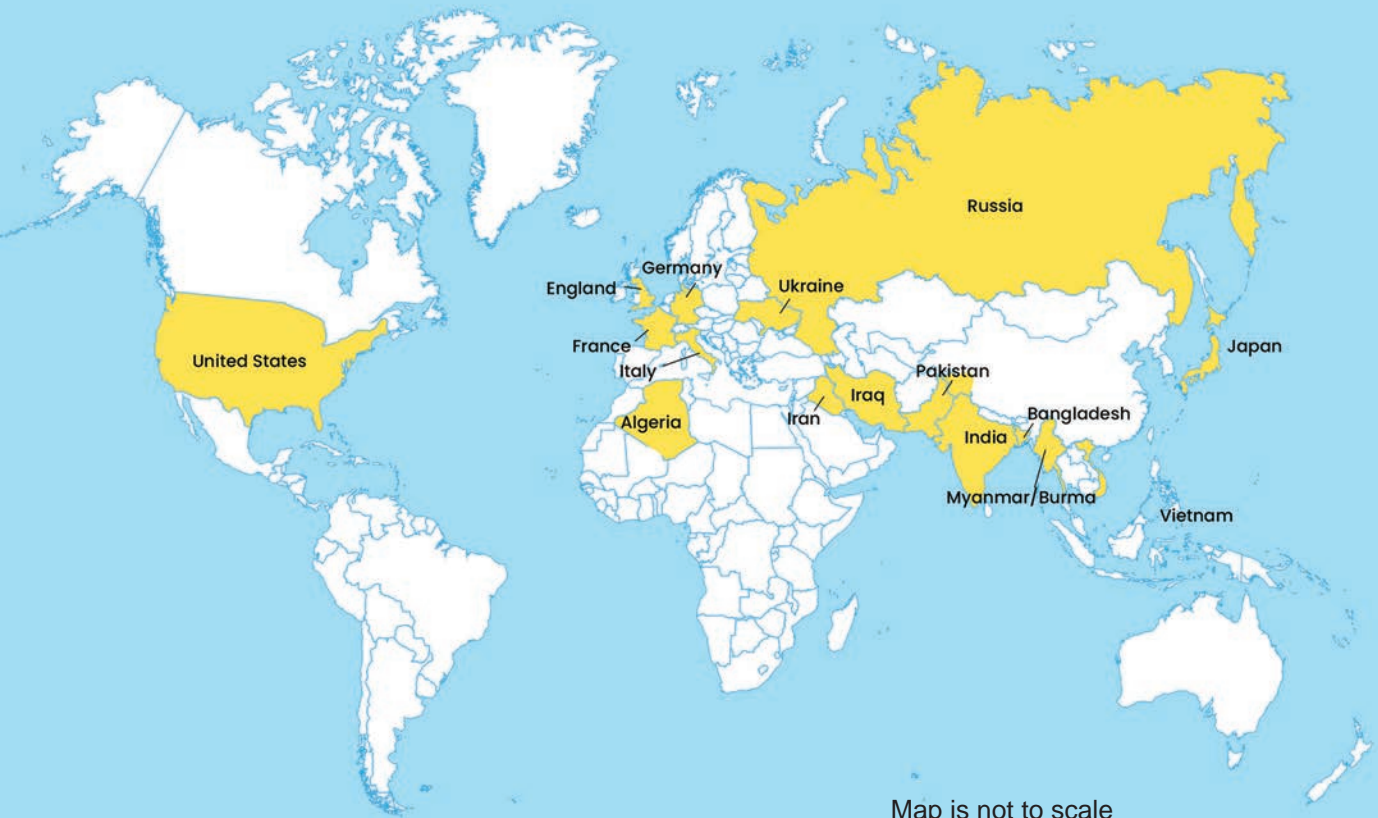 Russia
Germany
England
Ukraine
France
Japan
United States
Italy
Pakistan
Iraq
Bangladesh
Iran
Algeria
India
Myanmar/Burma
Vietnam
Map is not to scale